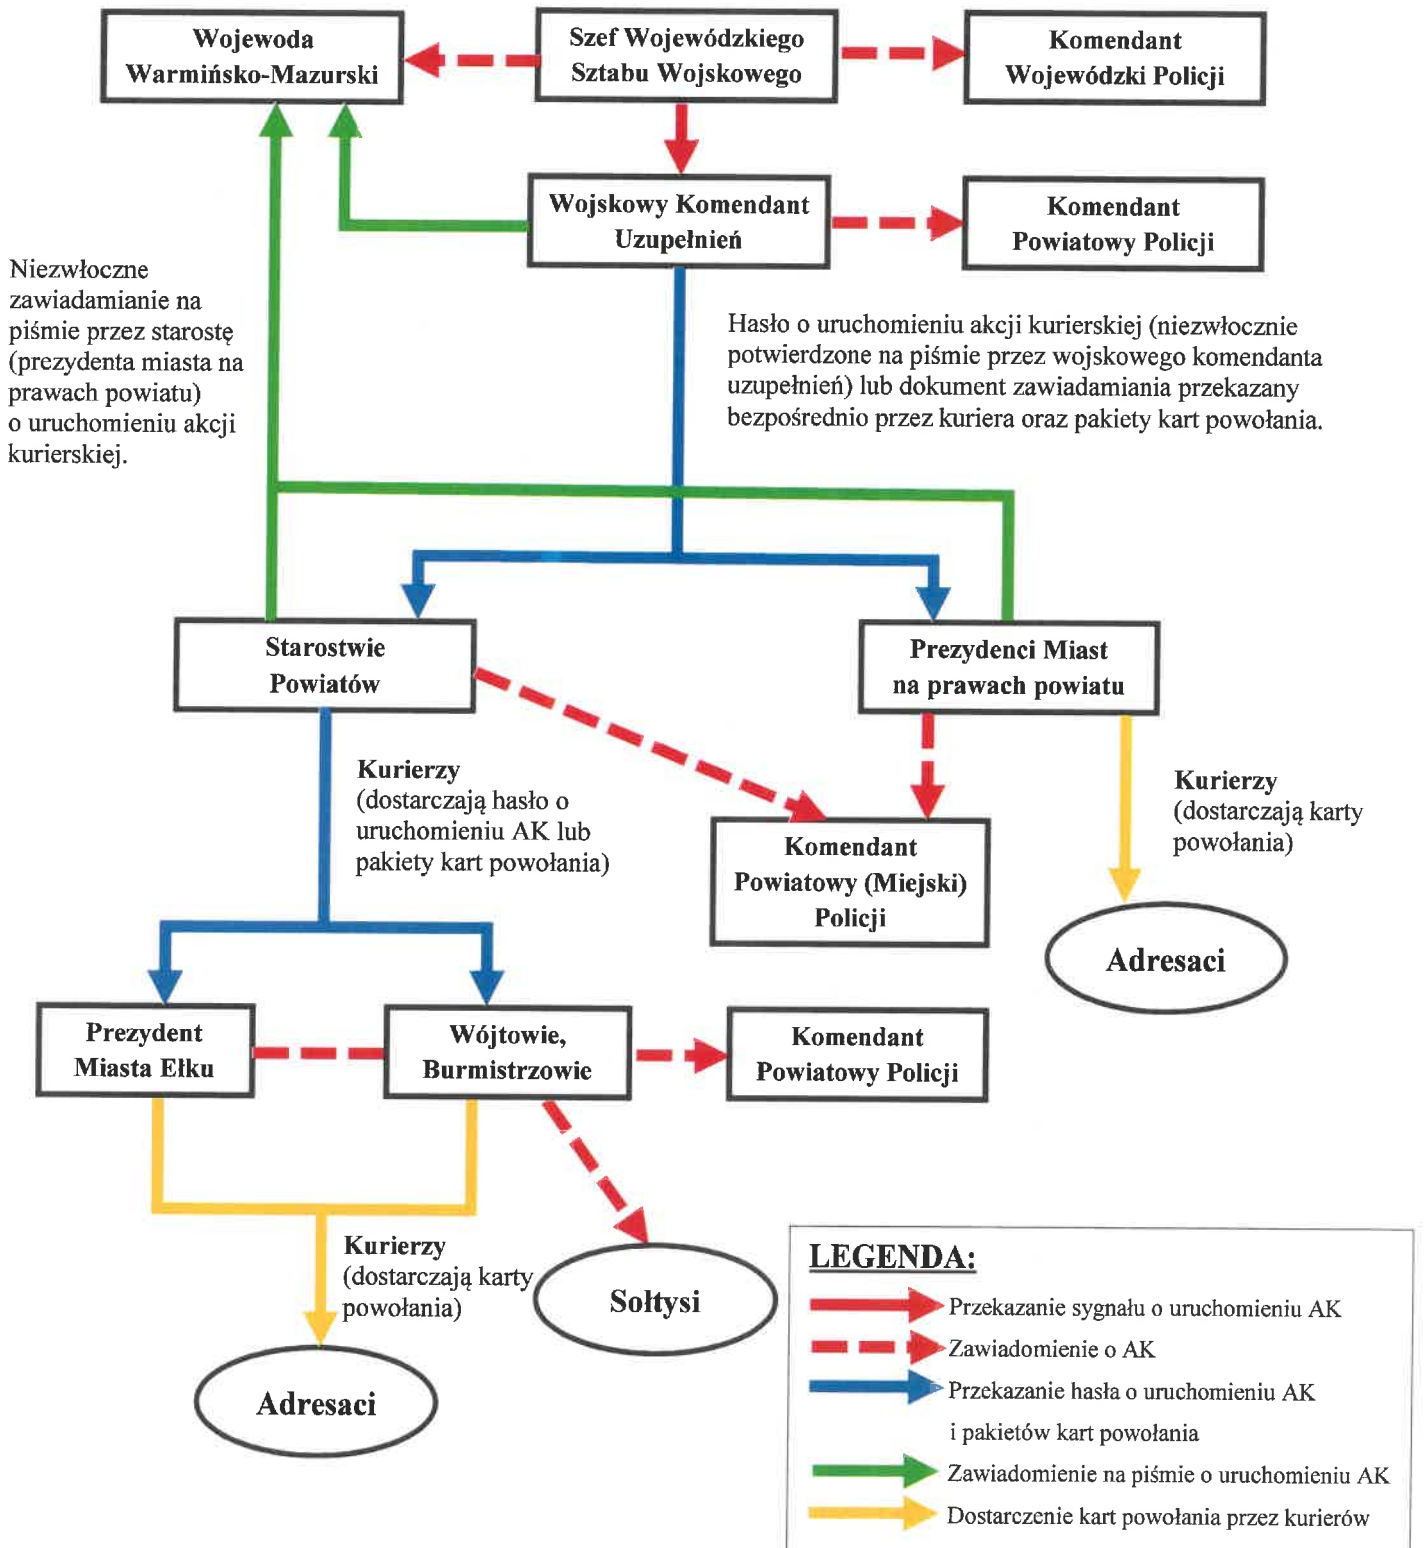 Wojewoda
Warmińsko-Mazurski
Szef Wojewódzkiego
Sztabu Wojskowego
Komendant
Wojewódzki Policji
Wojskowy Komendant
Uzupełnień
Komendant
Powiatowy Policji
Niezwłoczne
zawiadamianie na
piśmie przez starostę
(prezydenta miasta na
prawach powiatu)
o uruchomieniu akcji
kurierskiej.
Hasło o uruchomieniu akcji kurierskiej (niezwłocznie
potwierdzone na piśmie przez wojskowego komendanta
uzupełnień) lub dokument zawiadamiania przekazany
bezpośrednio przez kuriera oraz pakiety kart powołania.
Starostwie
Powiatów
Prezydenci Miast
na prawach powiatu
Kurierzy
(dostarczają hasło o
uruchomieniu AK lub
pakiety kart powołania)
Kurierzy
(dostarczają karty
powołania)
Komendant
Powiatowy (Miejski)
Policji
Adresaci
Prezydent
Miasta Ełku
Wójtowie,
Burmistrzowie
Komendant
Powiatowy Policji
Kurierzy
(dostarczają karty
powołania)
Sołtysi
Adresaci
LEGENDA:
Przekazanie sygnału o uruchomieniu AK
Zawiadomienie o AK
Przekazanie hasła o uruchomieniu AK
i pakietów kart powołania
Zawiadomienie na piśmie o uruchomieniu AK
Dostarczenie kart powołania przez kurierów